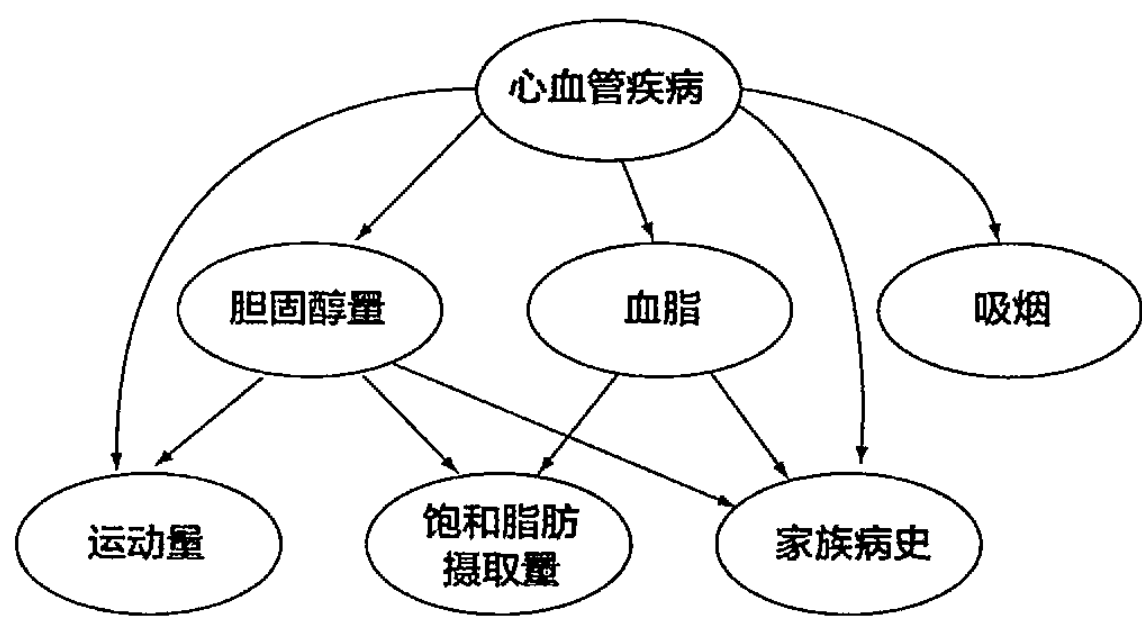 心血管疾病
胆固醇量
血脂
吸烟
运动量
饱和脂肪
摄取量
家族病史